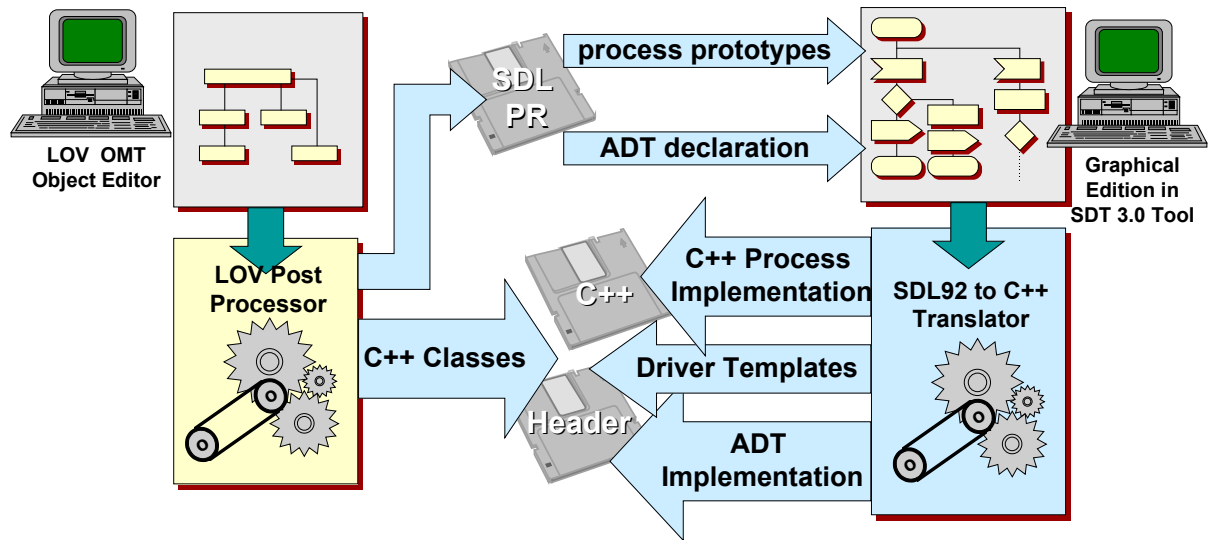 LOV OMT
Object Editor
SDL
PR
process prototypes
ADT declaration
Graphical
Edition in
SDT 3.0 Tool
LOV Post
Processor
C++ Classes
C++
Header
C++ Process
Implementation
Driver Templates
ADT
Implementation
SDL92 to C++
Translator